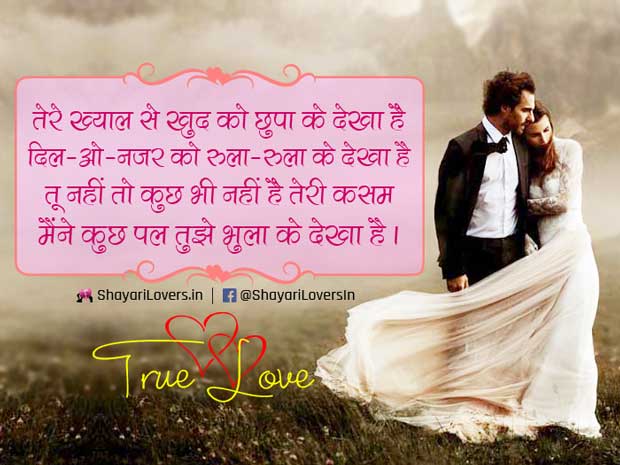 तेरे ख्याल से खुद को छुपा के देखा है
दिल-ओ-नजर को रुला-रुला के देखा है
तू नहीं तो कुछ भी नहीं है तेरी कसम
मैंने कुछ पल तुझे भुला के देखा है ।
ShayariLovers.in | @ShayariLoversIn
True Love